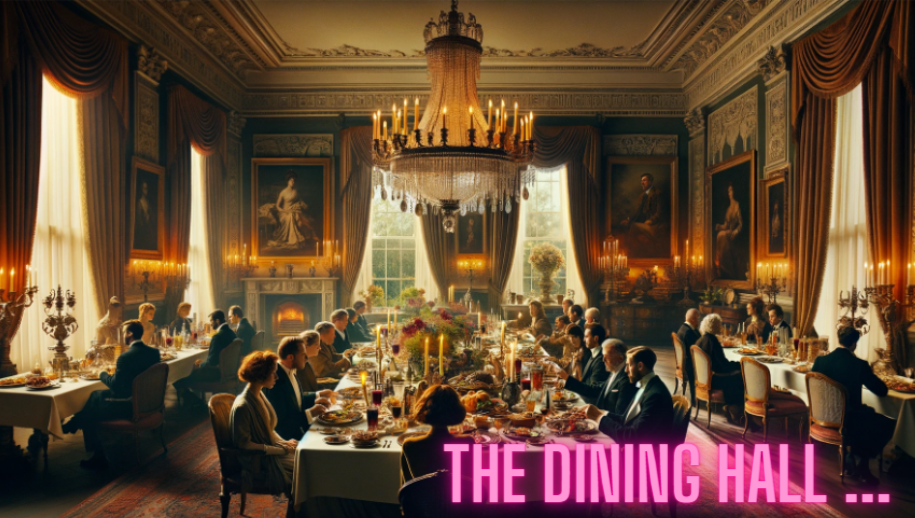 THE DINING HALL ...